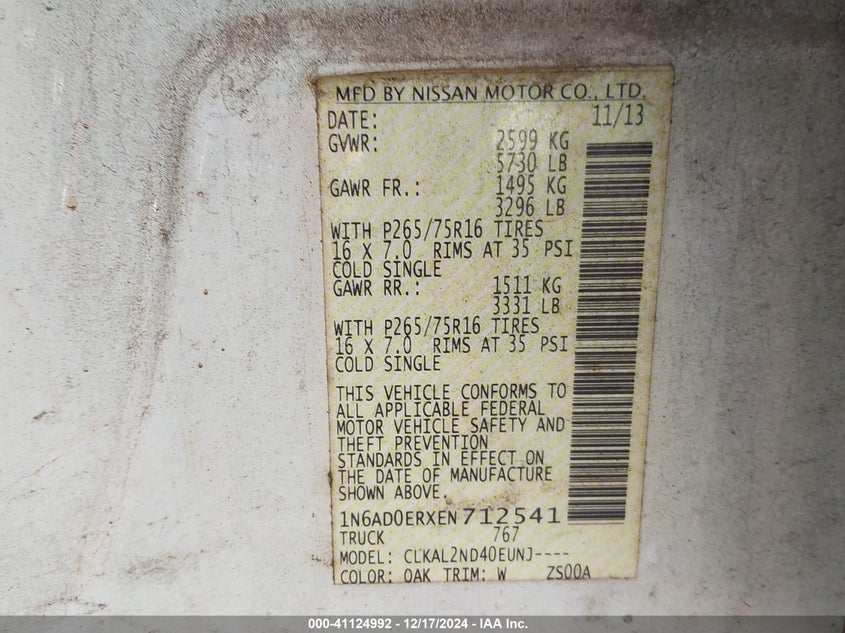 MFD BY NISSAN MOTOR CO., LTD.
DATE: 11/13
GVWR: 2599 KG
5730 LB
GAWR FR.: 1495 KG
3296 LB
WITH P265/75R16 TIRES
16 X 7.0 RIMS AT 35 PSI
COLD SINGLE
GAWR RR.: 1511 KG
3331 LB
WITH P265/75R16 TIRES
16 X 7.0 RIMS AT 35 PSI
COLD SINGLE
THIS VEHICLE CONFORMS TO
ALL APPLICABLE FEDERAL
MOTOR VEHICLE SAFETY AND
THEFT PREVENTION
STANDARDS IN EFFECT ON
THE DATE OF MANUFACTURE
SHOWN ABOVE.
1N6AD0ERXEN712541
TRUCK 767
MODEL: CLKAL2ND40EUNJ----
COLOR: OAK TRIM: W ZS00A
000-41124992 - 12/17/2024 - IAA Inc.